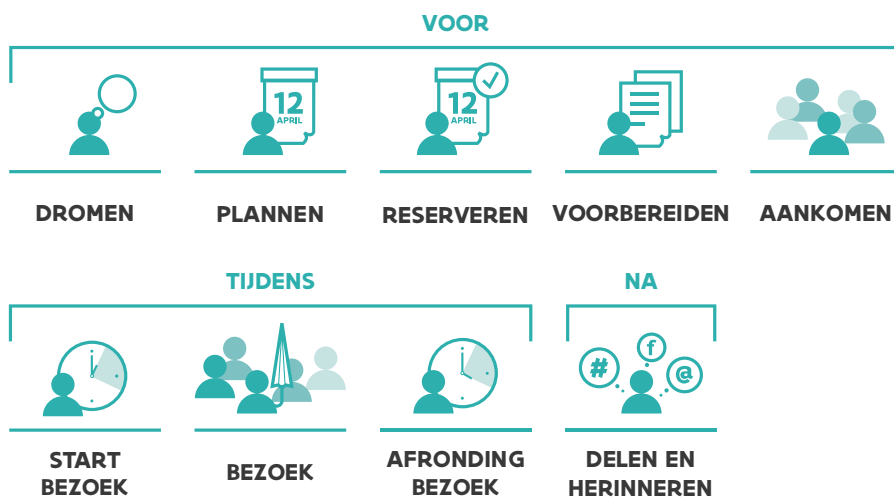 VOOR
12
APRIL
12
APRIL
DROMEN
PLANNEN
RESERVEREN
VOORBEREIDEN
AANKOMEN
TIJDENS
NA
#
f
@
START
BEZOEK
BEZOEK
AFRONDING
BEZOEK
DELEN EN
HERINNEREN